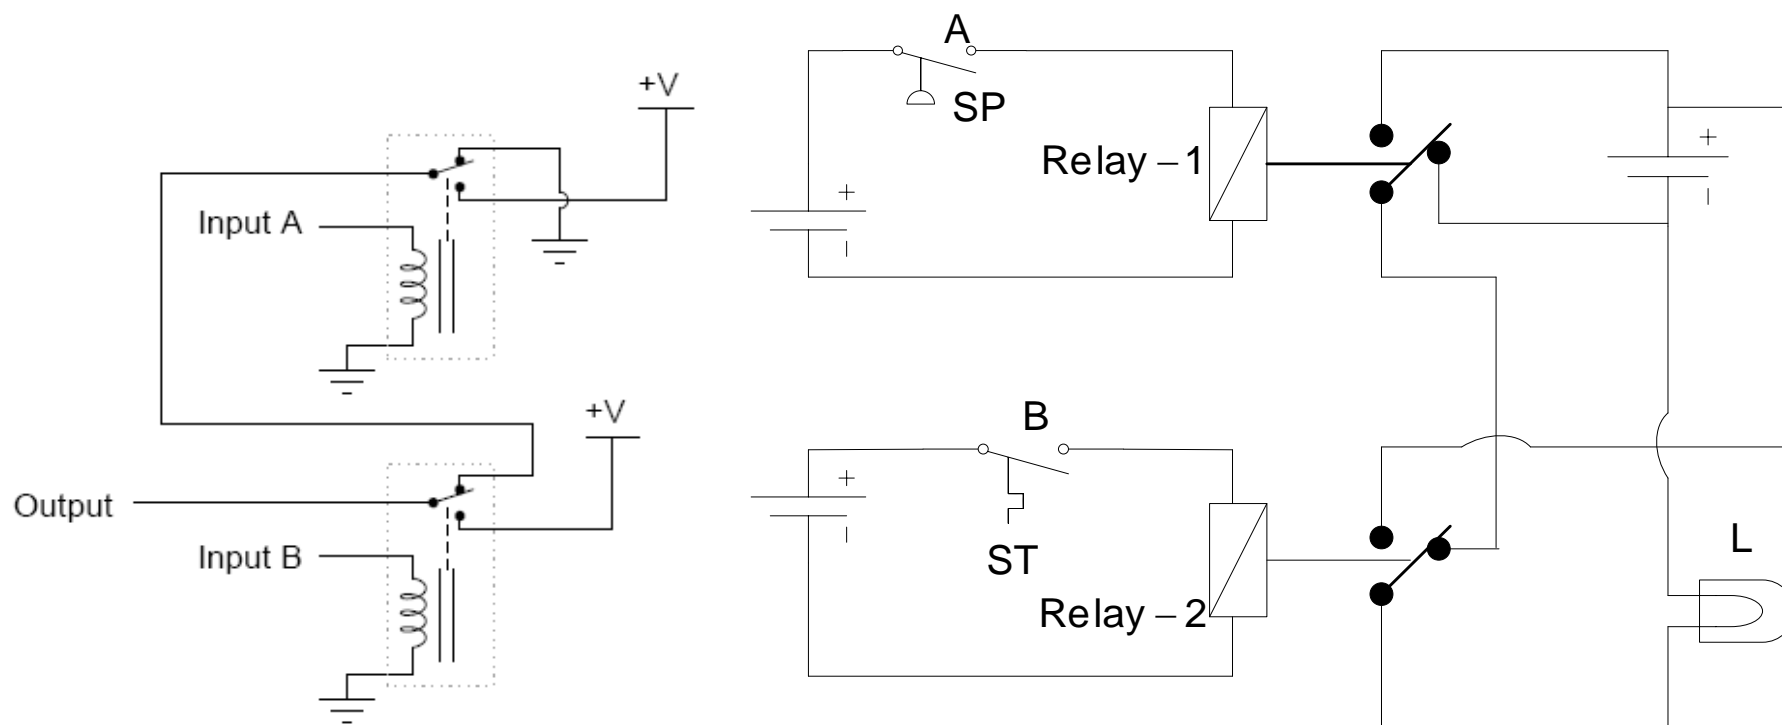 +V
Input A
+V
Output
Input B
A
SP
Relay – 1
+
–
+
–
B
ST
Relay – 2
+
–
L